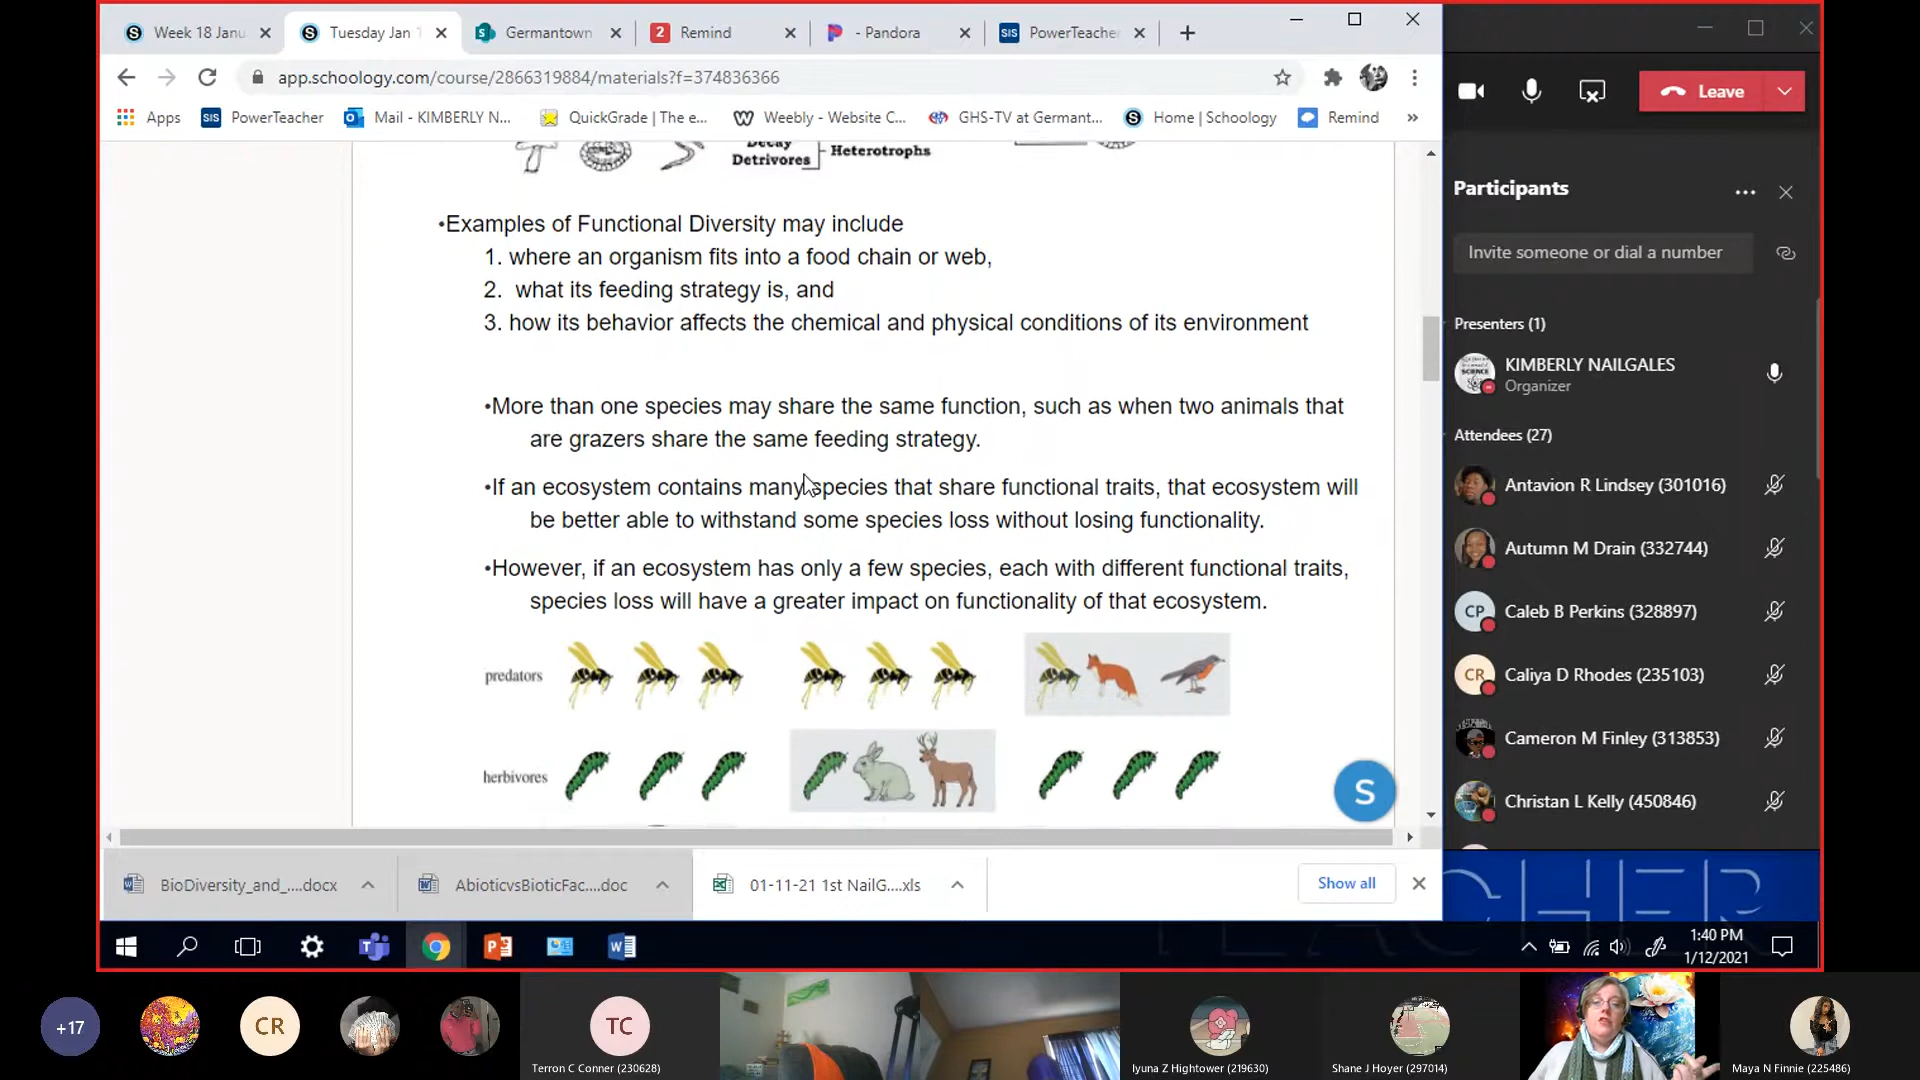 Week 18 Janu
Tuesday Jan 1
Germantown
Remind
- Pandora
PowerTeache
app.schoology.com/course/2866319884/materials?f=374836366
Leave
Apps
PowerTeacher
Mail - KIMBERLY N...
QuickGrade | The e...
Weebly - Website C...
GHS-TV at Germant...
Home | Schoology
Remind
»
Decay
Detrivores
Heterotrophs
Participants
•Examples of Functional Diversity may include
1. where an organism fits into a food chain or web,
2. what its feeding strategy is, and
3. how its behavior affects the chemical and physical conditions of its environment
•More than one species may share the same function, such as when two animals that
are grazers share the same feeding strategy.
•If an ecosystem contains many species that share functional traits, that ecosystem will
be better able to withstand some species loss without losing functionality.
•However, if an ecosystem has only a few species, each with different functional traits,
species loss will have a greater impact on functionality of that ecosystem.
predators
herbivores
S
Invite someone or dial a number
Presenters (1)
KIMBERLY NAILGALES
Organizer
Attendees (27)
Antavion R Lindsey (301016)
Autumn M Drain (332744)
CP
Caleb B Perkins (328897)
CR
Caliya D Rhodes (235103)
Cameron M Finley (313853)
Christan L Kelly (450846)
BioDiversity_and_....docx
AbioticvsBioticFac....doc
01-11-21 1st NailG....xls
Show all
1:40 PM
1/12/2021
+17
CR
TC
Terron C Conner (230628)
Iyuna Z Hightower (219630)
Shane J Hoyer (297014)
Maya N Finnie (225486)